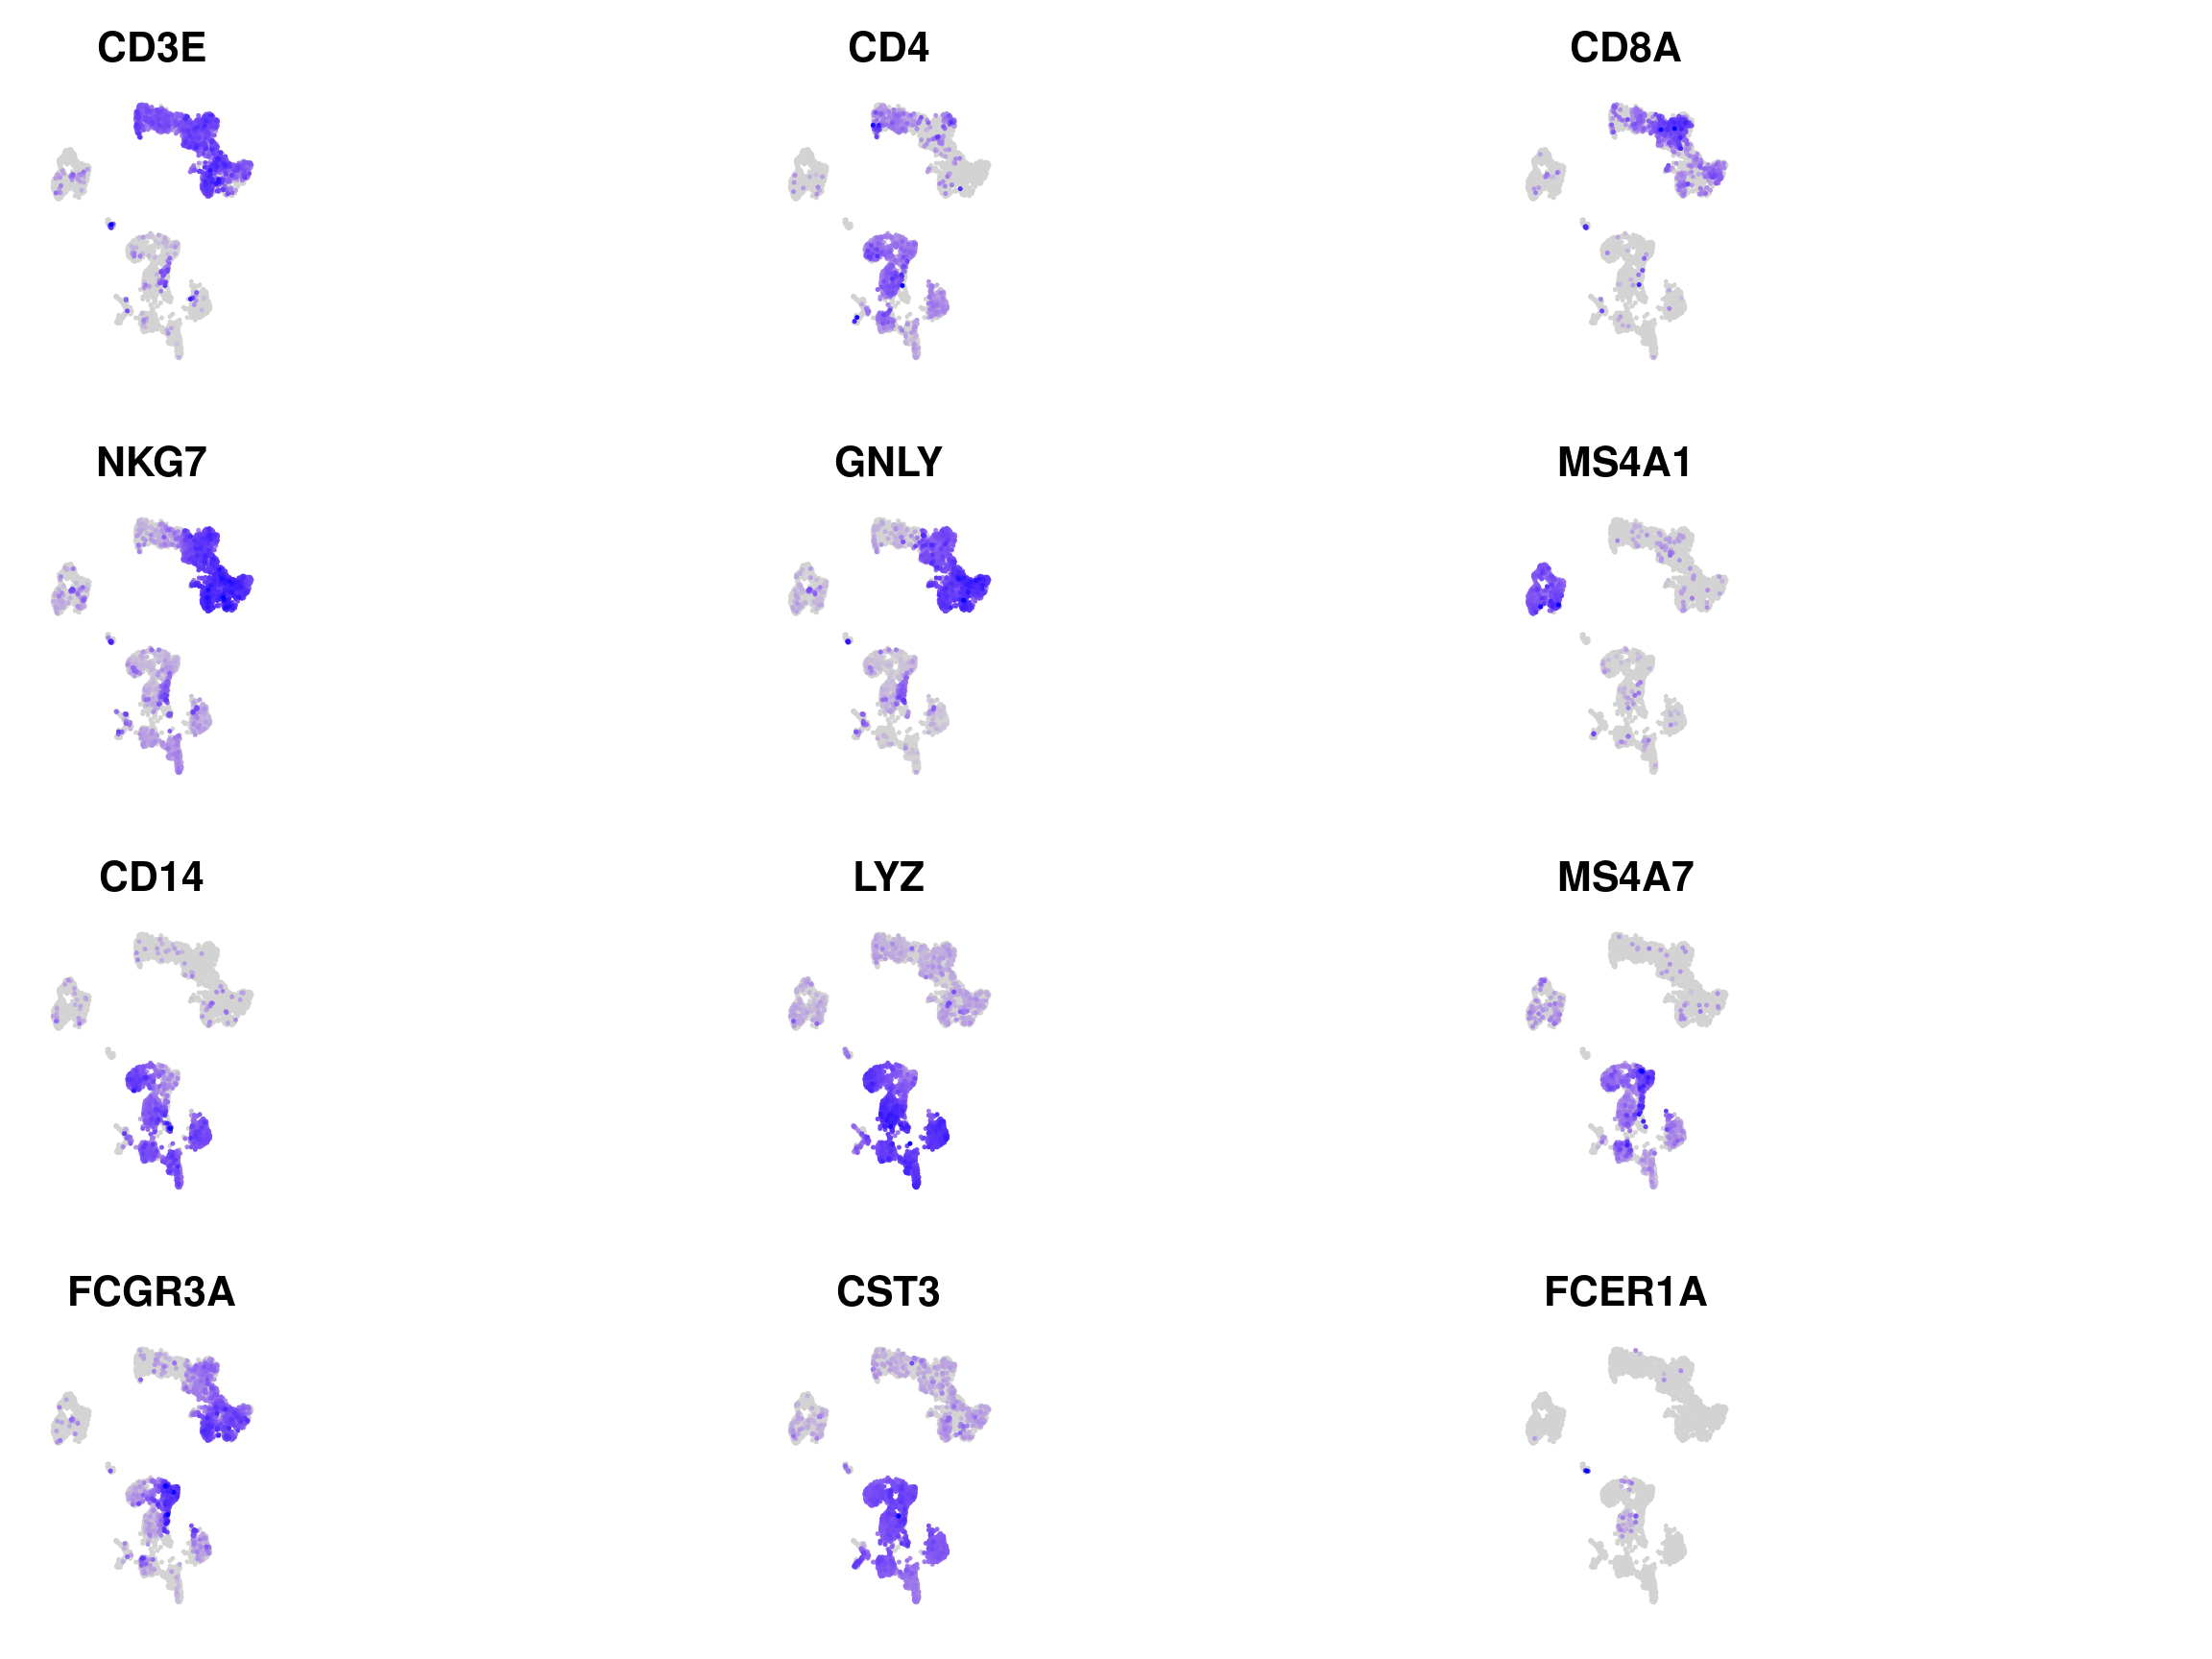 CD3E
CD4
CD8A
NKG7
GNLY
MS4A1
CD14
LYZ
MS4A7
FCGR3A
CST3
FCER1A